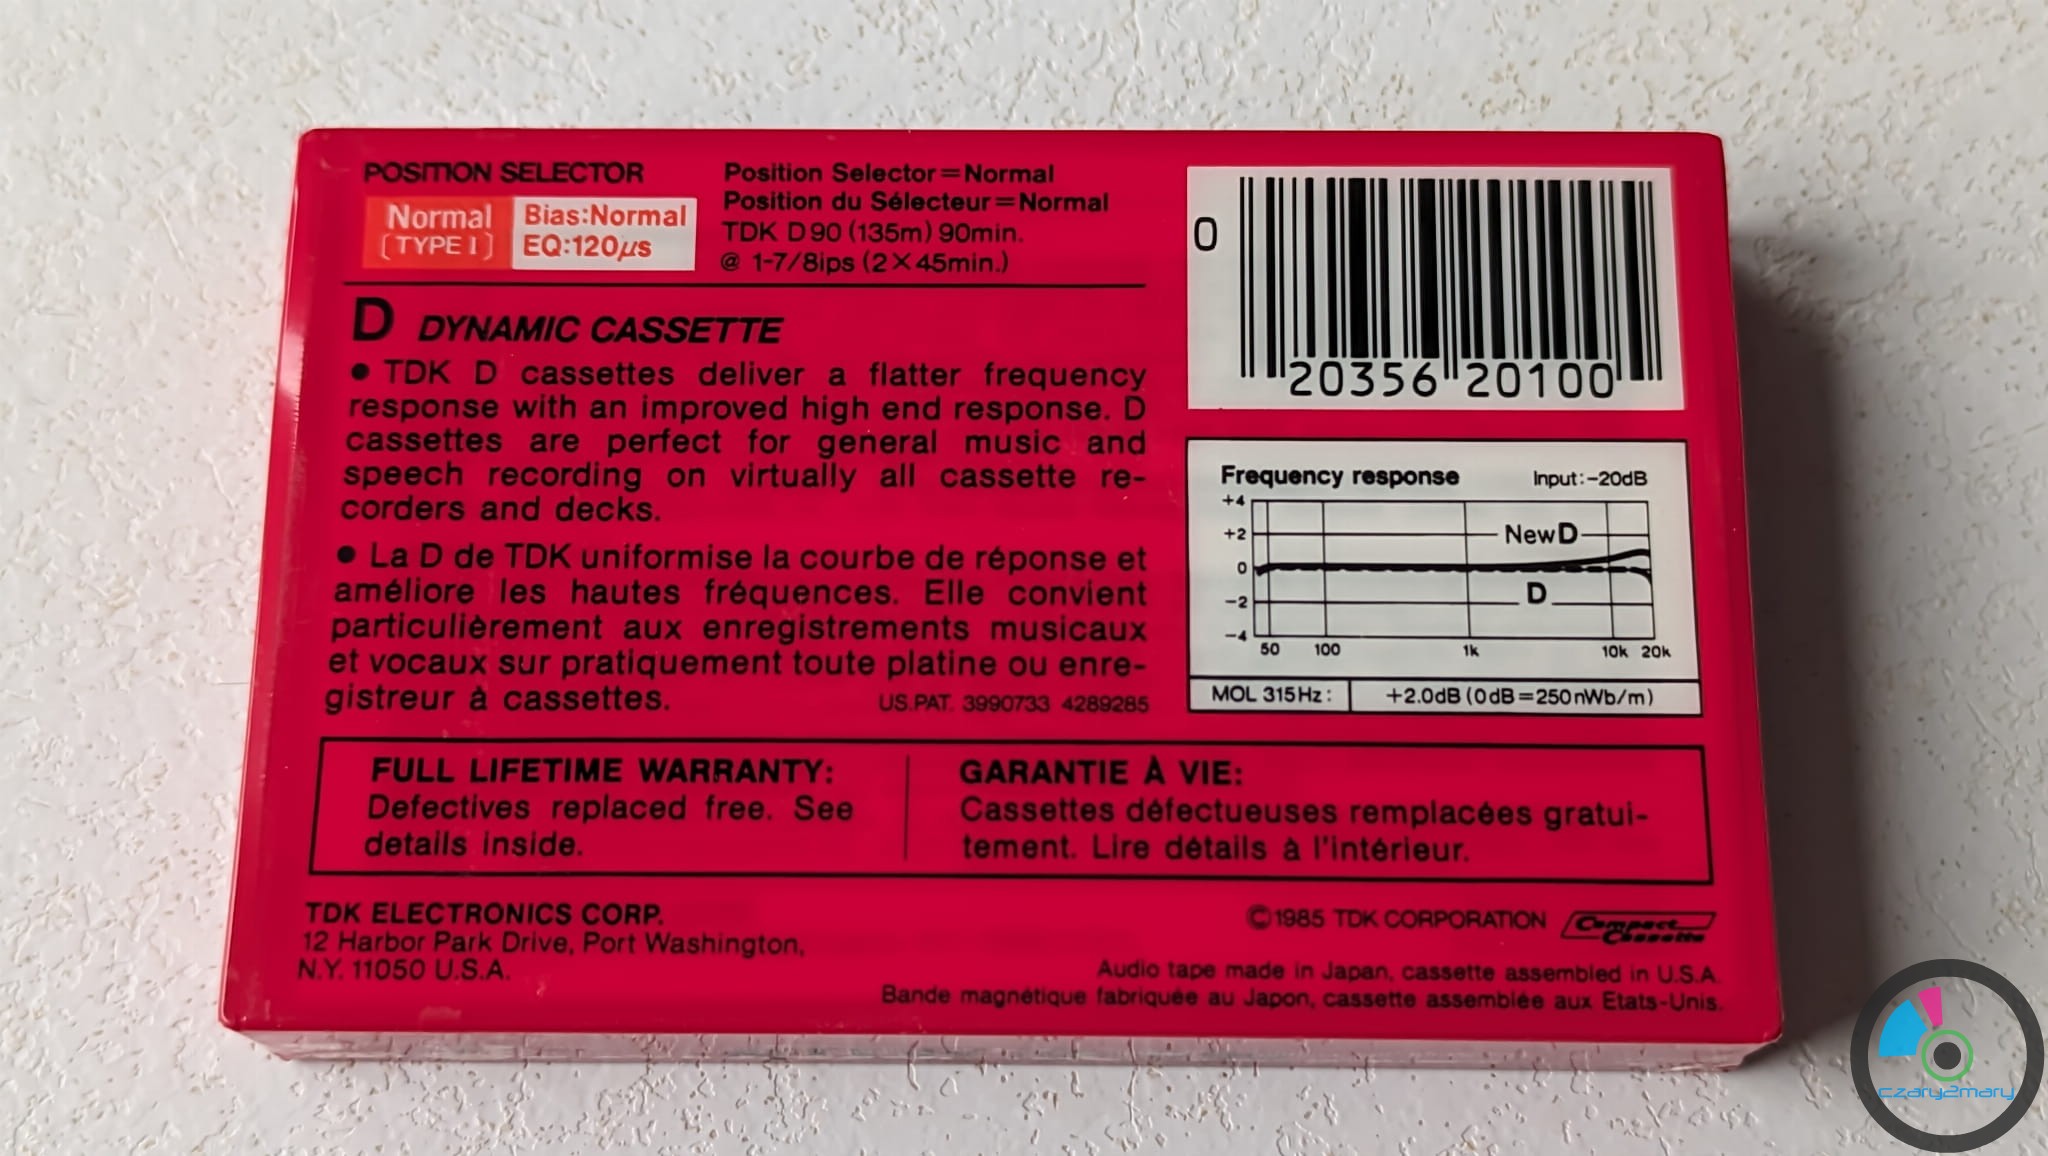 POSITION SELECTOR
Normal
[TYPE I]
Bias:Normal
EQ:120µs
Position Selector=Normal
Position du Sélecteur=Normal
TDK D90 (135m) 90min.
@ 1-7/8ips (2×45min.)
D DYNAMIC CASSETTE
● TDK D cassettes deliver a flatter frequency
response with an improved high end response. D
cassettes are perfect for general music and
speech recording on virtually all cassette re-
corders and decks.
● La D de TDK uniformise la courbe de réponse et
améliore les hautes fréquences. Elle convient
particulièrement aux enregistrements musicaux
et vocaux sur pratiquement toute platine ou enre-
gistreur à cassettes.
US.PAT. 3990733 4289285
0 20356 20100
Frequency response Input:-20dB
+4
+2
0
-2
-4
New D
D
50 100 1k 10k 20k
MOL 315Hz: +2.0dB (0dB=250nWb/m)
FULL LIFETIME WARRANTY:
Defectives replaced free. See
details inside.
GARANTIE À VIE:
Cassettes défectueuses remplacées gratui-
tement. Lire détails à l'intérieur.
TDK ELECTRONICS CORP.
12 Harbor Park Drive, Port Washington,
N.Y. 11050 U.S.A.
©1985 TDK CORPORATION Compact
Cassette
Audio tape made in Japan, cassette assembled in U.S.A.
Bande magnétique fabriquée au Japon, cassette assemblée aux Etats-Unis.
czary2mary